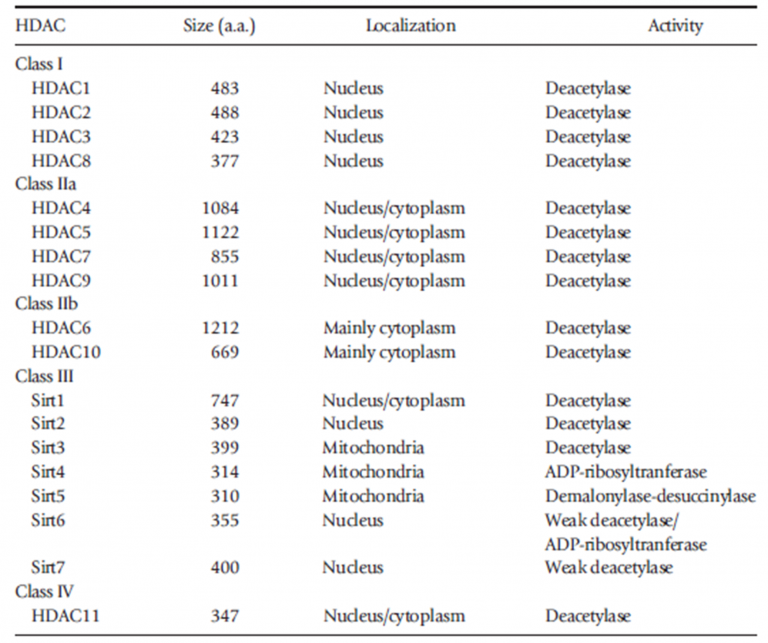 HDAC Size (a.a.) Localization Activity
Class I
HDAC1 483 Nucleus Deacetylase
HDAC2 488 Nucleus Deacetylase
HDAC3 423 Nucleus Deacetylase
HDAC8 377 Nucleus Deacetylase
Class IIa
HDAC4 1084 Nucleus/cytoplasm Deacetylase
HDAC5 1122 Nucleus/cytoplasm Deacetylase
HDAC7 855 Nucleus/cytoplasm Deacetylase
HDAC9 1011 Nucleus/cytoplasm Deacetylase
Class IIb
HDAC6 1212 Mainly cytoplasm Deacetylase
HDAC10 669 Mainly cytoplasm Deacetylase
Class III
Sirt1 747 Nucleus/cytoplasm Deacetylase
Sirt2 389 Nucleus Deacetylase
Sirt3 399 Mitochondria Deacetylase
Sirt4 314 Mitochondria ADP-ribosyltranferase
Sirt5 310 Mitochondria Demalonylase-desuccinylase
Sirt6 355 Nucleus Weak deacetylase/
ADP-ribosyltranferase
Sirt7 400 Nucleus Weak deacetylase
Class IV
HDAC11 347 Nucleus/cytoplasm Deacetylase